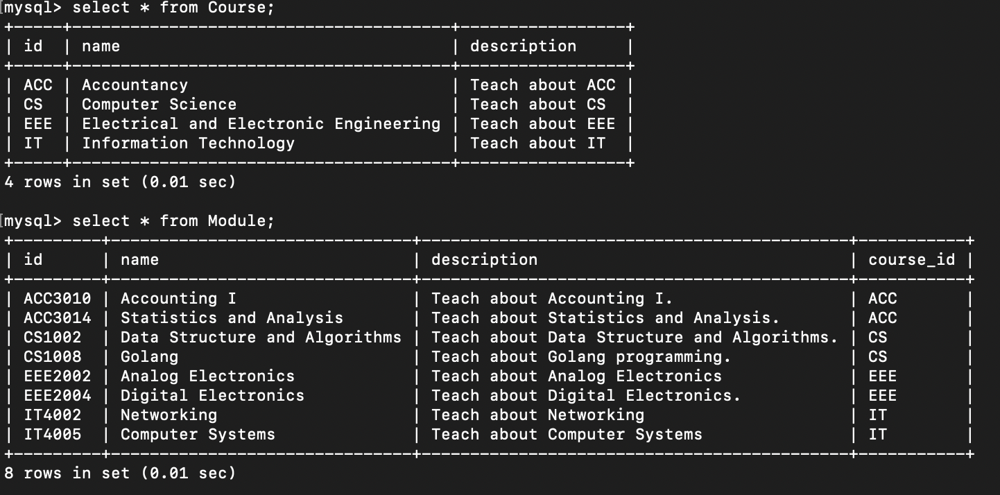 [mysql> select * from Course;
+-----+---------------------------------------+-----------------+
| id  | name                                  | description     |
+-----+---------------------------------------+-----------------+
| ACC | Accountancy                           | Teach about ACC |
| CS  | Computer Science                      | Teach about CS  |
| EEE | Electrical and Electronic Engineering | Teach about EEE |
| IT  | Information Technology                | Teach about IT  |
+-----+---------------------------------------+-----------------+
4 rows in set (0.01 sec)

[mysql> select * from Module;
+---------+-------------------------------+--------------------------------------------+-----------+
| id      | name                          | description                                | course_id |
+---------+-------------------------------+--------------------------------------------+-----------+
| ACC3010 | Accounting I                  | Teach about Accounting I.                  | ACC       |
| ACC3014 | Statistics and Analysis       | Teach about Statistics and Analysis.       | ACC       |
| CS1002  | Data Structure and Algorithms | Teach about Data Structure and Algorithms. | CS        |
| CS1008  | Golang                        | Teach about Golang programming.            | CS        |
| EEE2002 | Analog Electronics            | Teach about Analog Electronics             | EEE       |
| EEE2004 | Digital Electronics           | Teach about Digital Electronics.           | EEE       |
| IT4002  | Networking                    | Teach about Networking                     | IT        |
| IT4005  | Computer Systems              | Teach about Computer Systems               | IT        |
+---------+-------------------------------+--------------------------------------------+-----------+
8 rows in set (0.01 sec)